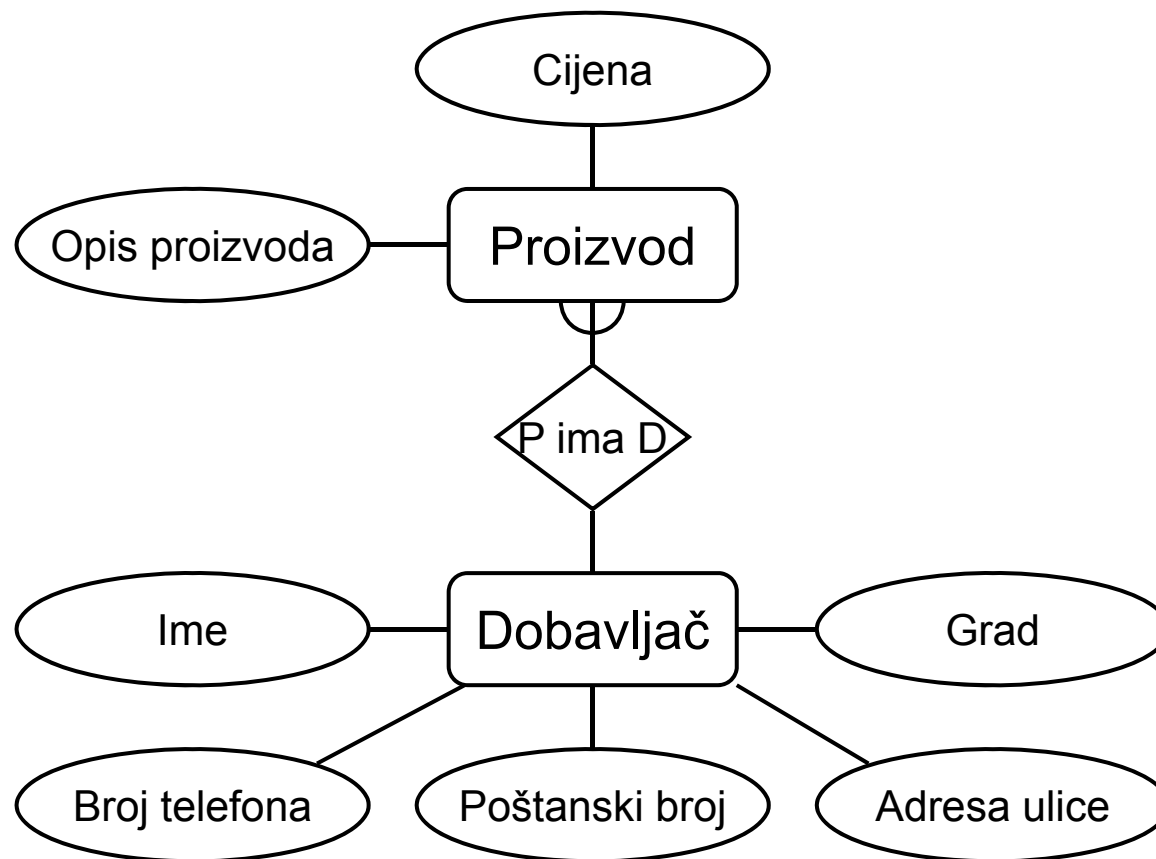 Cijena
Opis proizvoda
Proizvod
P ima D
Ime
Dobavljač
Grad
Broj telefona
Poštanski broj
Adresa ulice